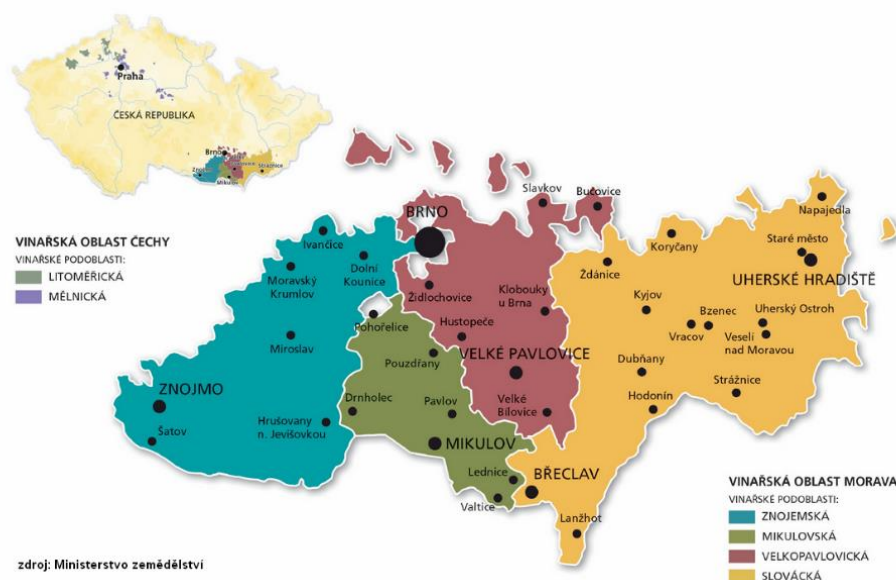 Praha
ČESKÁ REPUBLIKA
Brno
Znojmo
Mikulov
Strážnice
VINAŘSKÁ OBLAST ČECHY
VINAŘSKÉ PODOBLASTI:
LITOMĚŘICKÁ
MĚLNICKÁ
Slavkov
Bučovice
Napajedla
BRNO
Ivančice
Koryčany
Staré město
Dolní
Kounice
Moravský
Krumlov
Ždánice
UHERSKÉ HRADIŠTĚ
Židlochovice
Klobouky
u Brna
Kyjov
Bzenec
Uherský Ostroh
Pohořelice
Hustopeče
Vracov
Veselí
nad Moravou
Miroslav
Pouzdřany
VELKÉ PAVLOVICE
Dubňany
ZNOJMO
Strážnice
Drnholec
Pavlov
Velké
Bílovice
Hodonín
Hrušovany
n. Jevišovkou
Šatov
MIKULOV
Lednice
BŘECLAV
Valtice
Lanžhot
VINAŘSKÁ OBLAST MORAVA
VINAŘSKÉ PODOBLASTI:
ZNOJEMSKÁ
MIKULOVSKÁ
VELKOPAVLOVICKÁ
SLOVÁCKÁ
zdroj: Ministerstvo zemědělství